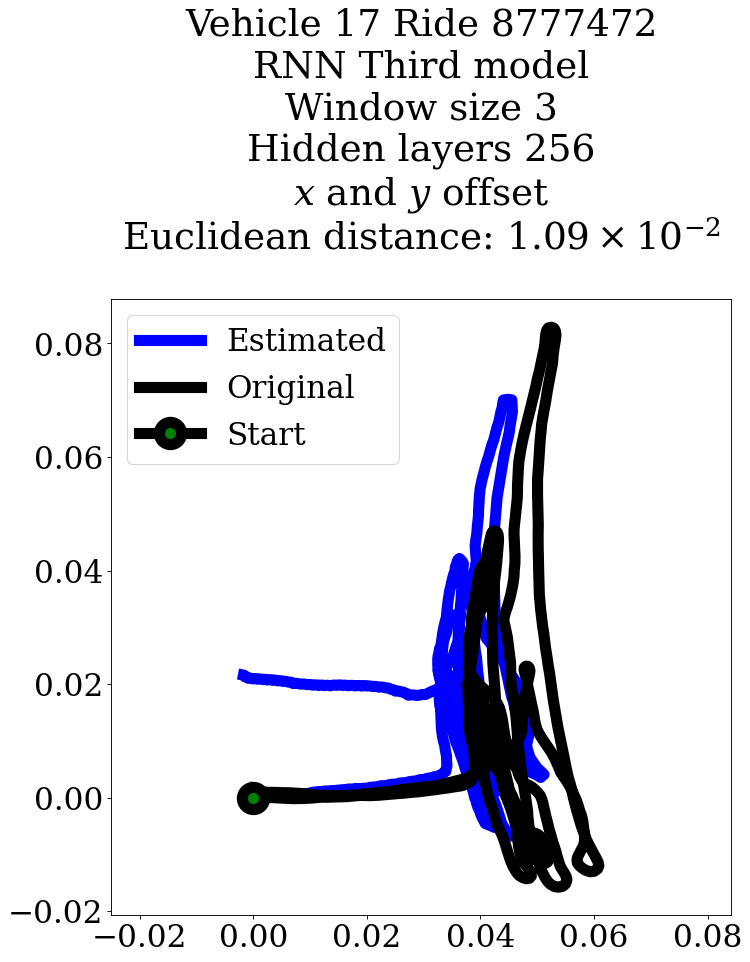 Vehicle 17 Ride 8777472
RNN Third model
Window size 3
Hidden layers 256
x and y offset
Euclidean distance: 1.09 × 10⁻²
Estimated
Original
Start
0.08
0.06
0.04
0.02
0.00
−0.02
−0.02 0.00 0.02 0.04 0.06 0.08